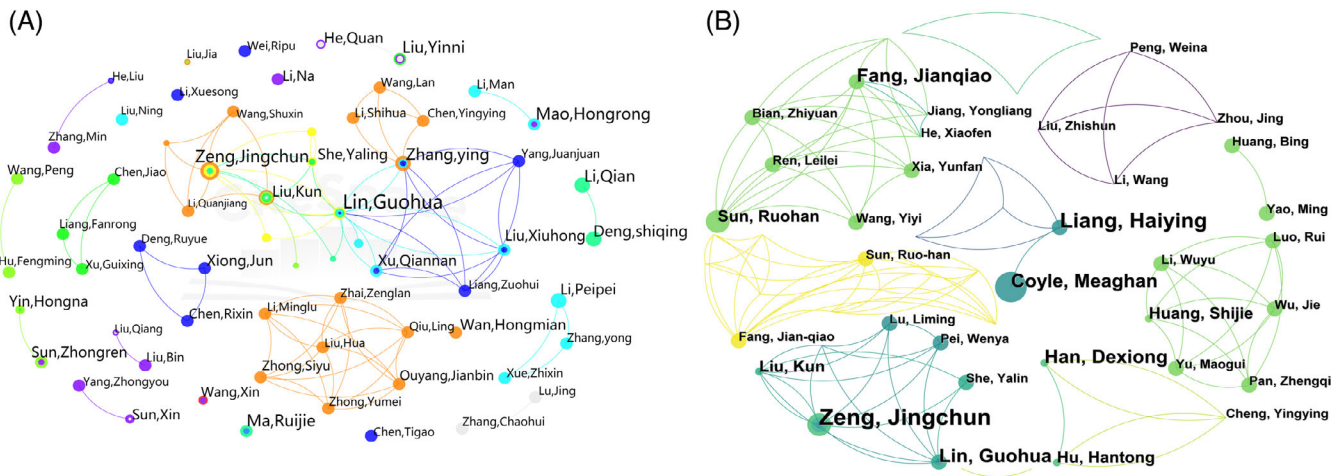 (A)
Liu,Jia
Wei,Ripu
He,Quan
Liu,Yinni
He,Liu
Li,Na
Li,Xuesong
Wang,Lan
Li,Man
Liu,Ning
Wang,Shuxin
Li,Shihua
Chen,Yingying
Mao,Hongrong
Zhang,Min
Zeng,Jingchun
She,Yaling
Zhang,ying
Yang,Juanjuan
Wang,Peng
Chen,Jiao
Li,Qian
Liu,Kun
Li,Quanjiang
Lin,Guohua
Liang,Fanrong
Deng,Ruyue
Liu,Xiuhong
Deng,shiqing
Hu,Fengming
Xu,Guixing
Xiong,Jun
Xu,Qiannan
Liang,Zuohui
Yin,Hongna
Chen,Rixin
Li,Minglu
Zhai,Zenglan
Li,Peipei
Liu,Qiang
Liu,Hua
Qiu,Ling
Wan,Hongmian
Zhang,yong
Sun,Zhongren
Liu,Bin
Zhong,Siyu
Ouyang,Jianbin
Xue,Zhixin
Yang,Zhongyou
Wang,Xin
Zhong,Yumei
Lu,Jing
Sun,Xin
Ma,Ruijie
Chen,Tigao
Zhang,Chaohui
(B)
Peng, Weina
Fang, Jianqiao
Bian, Zhiyuan
Jiang, Yongliang
He, Xiaofen
Liu, Zhishun
Zhou, Jing
Huang, Bing
Ren, Leilei
Xia, Yunfan
Li, Wang
Sun, Ruohan
Wang, Yiyi
Liang, Haiying
Yao, Ming
Luo, Rui
Sun, Ruo-han
Li, Wuyu
Coyle, Meaghan
Wu, Jie
Huang, Shijie
Fang, Jian-qiao
Lu, Liming
Pei, Wenya
Han, Dexiong
Yu, Maogui
Liu, Kun
She, Yalin
Pan, Zhengqi
Zeng, Jingchun
Cheng, Yingying
Lin, Guohua
Hu, Hantong